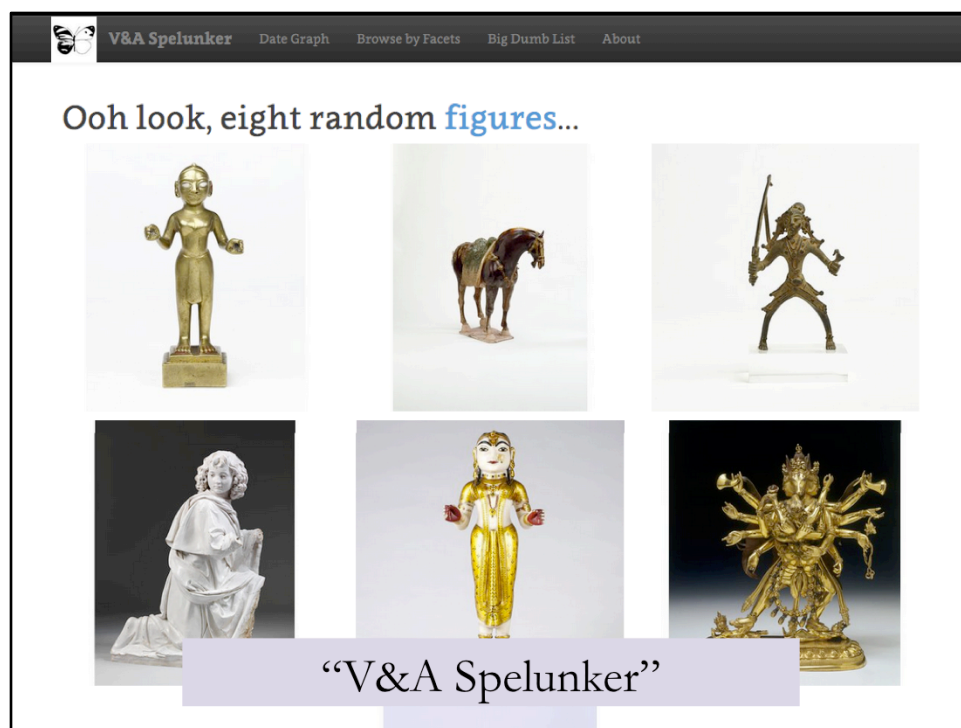 V&A Spelunker Date Graph Browse by Facets Big Dumb List About
Ooh look, eight random figures...
“V&A Spelunker”